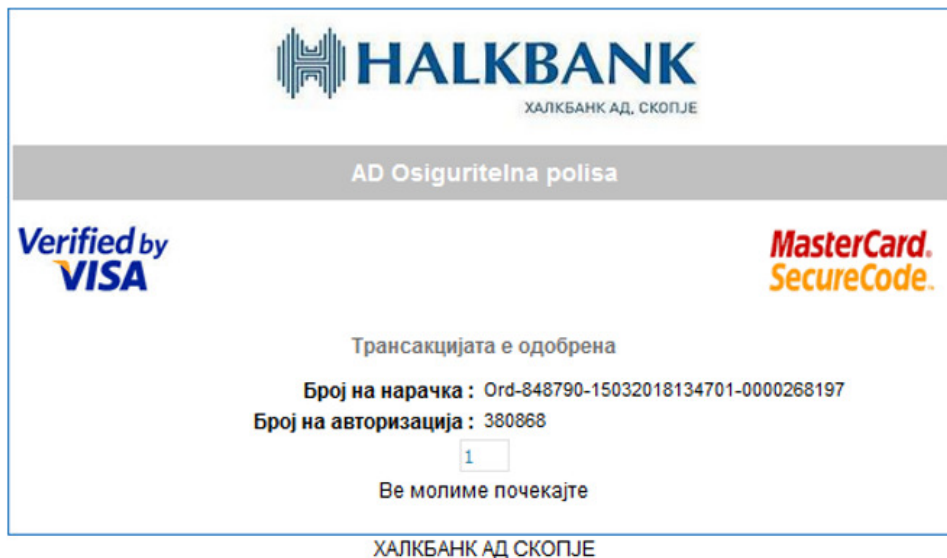 HALKBANK
ХАЛКБАНК АД, СКОПЈЕ
AD Osiguritelna polisa
Verified by
VISA
MasterCard.
SecureCode™
Трансакцијата е одобрена
Број на нарачка : Ord-848790-15032018134701-0000268197
Број на авторизација : 380868
1
Ве молиме почекајте
ХАЛКБАНК АД СКОПЈЕ